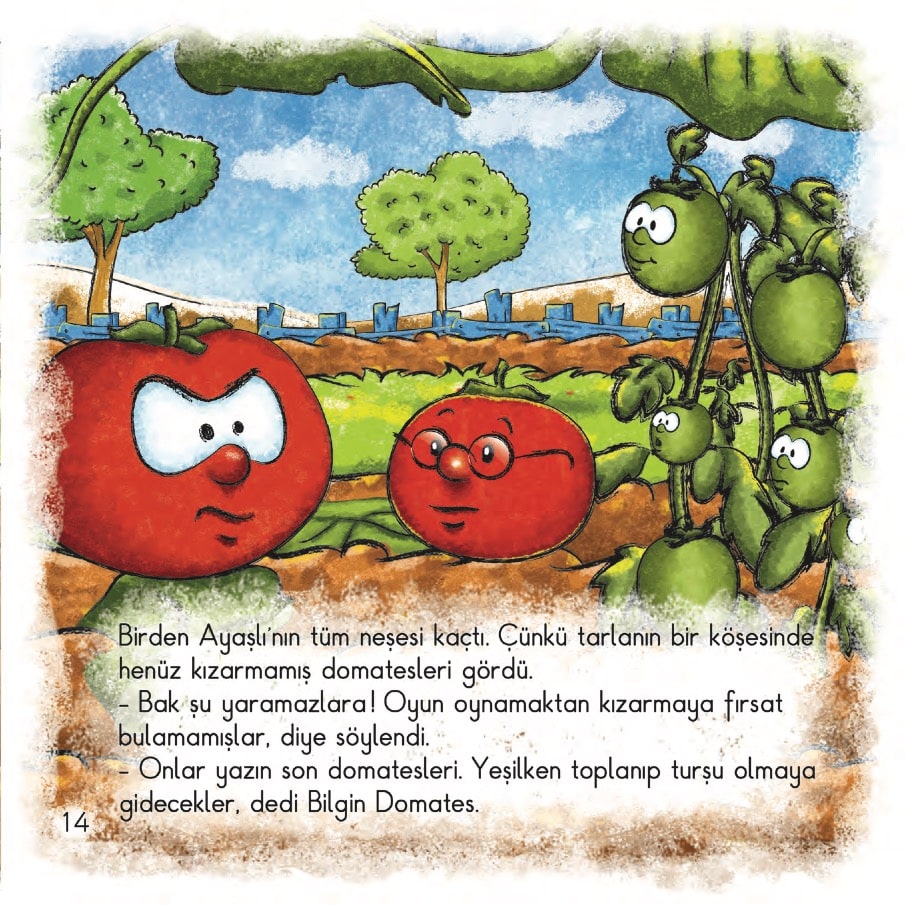 Birden Ayaşlı'nın tüm neşesi kaçtı. Çünkü tarlanın bir köşesinde
henüz kızarmamış domatesleri gördü.
- Bak şu yaramazlara! Oyun oynamaktan kızarmaya fırsat
bulamamışlar, diye söylendi.
- Onlar yazın son domatesleri. Yeşilken toplanıp turşu olmaya
gidecekler, dedi Bilgin Domates.
14